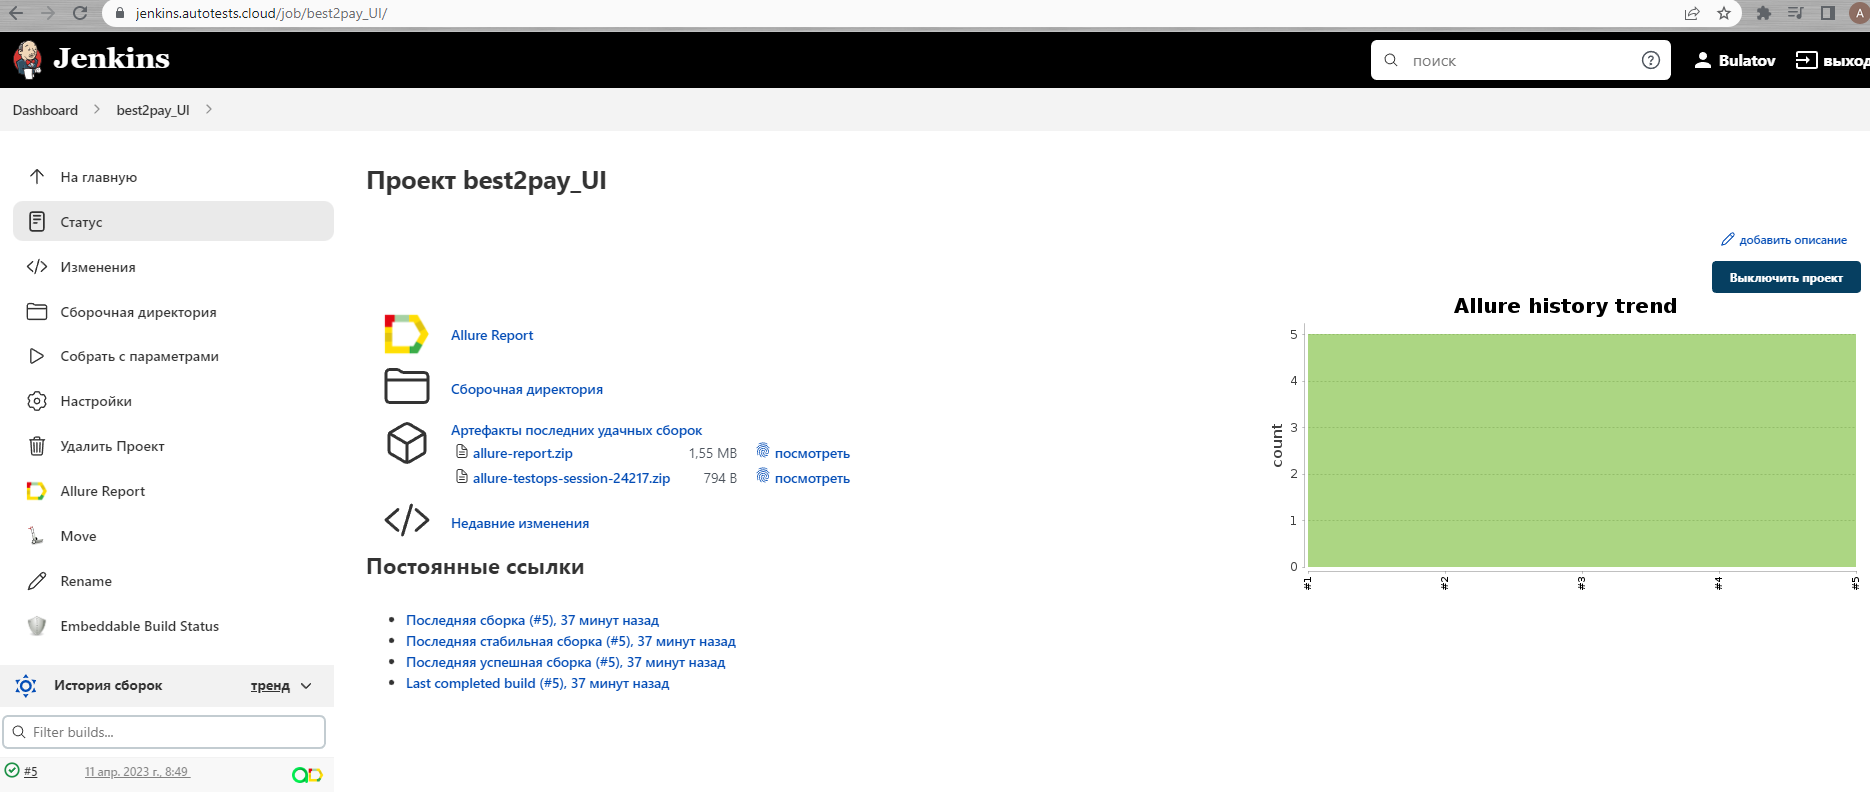 jenkins.autotests.cloud/job/best2pay_UI/
A
Jenkins
поиск
?
Bulatov
выход
Dashboard
best2pay_UI
На главную
Статус
Изменения
Сборочная директория
Собрать с параметрами
Настройки
Удалить Проект
Allure Report
Move
Rename
Embeddable Build Status
История сборок
тренд
Filter builds...
#5
11 апр. 2023 г., 8:49
Проект best2pay_UI
добавить описание
Выключить проект
Allure Report
Сборочная директория
Артефакты последних удачных сборок
allure-report.zip 1,55 MB посмотреть
allure-testops-session-24217.zip 794 B посмотреть
Недавние изменения
Постоянные ссылки
Последняя сборка (#5), 37 минут назад
Последняя стабильная сборка (#5), 37 минут назад
Последняя успешная сборка (#5), 37 минут назад
Last completed build (#5), 37 минут назад
Allure history trend
count
5
4
3
2
1
0
#1 #2 #3 #4 #5